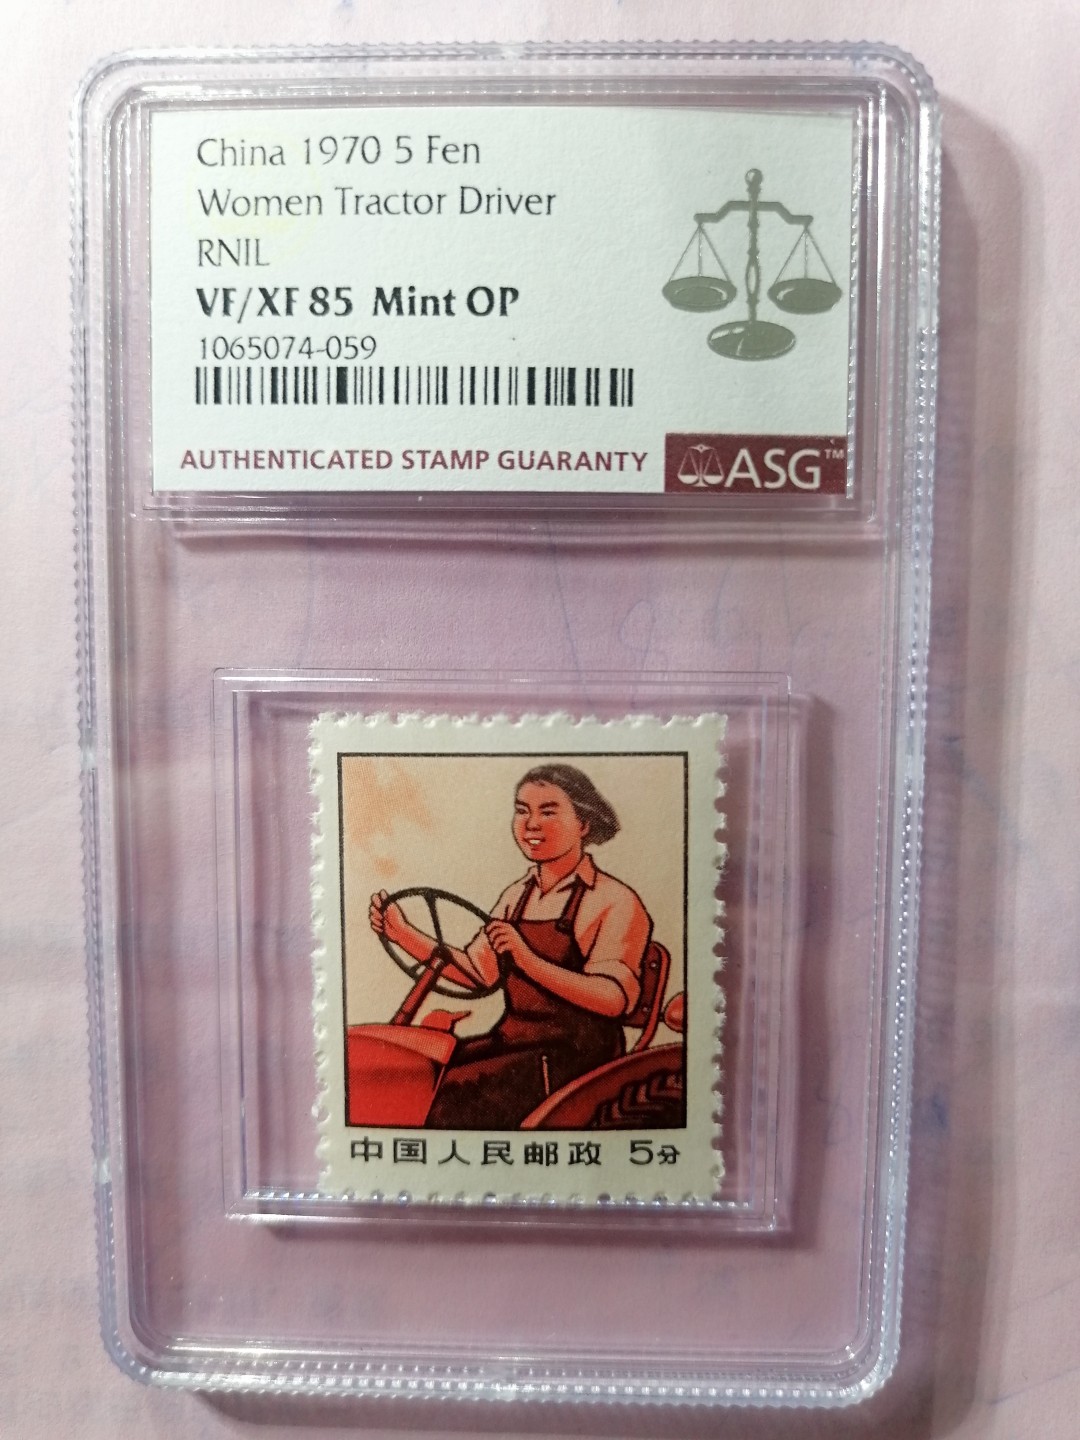 China 1970 5 Fen
Women Tractor Driver
RNIL
VF/XF 85 Mint OP
1065074-059
AUTHENTICATED STAMP GUARANTY ASG™
中国人民邮政 5分